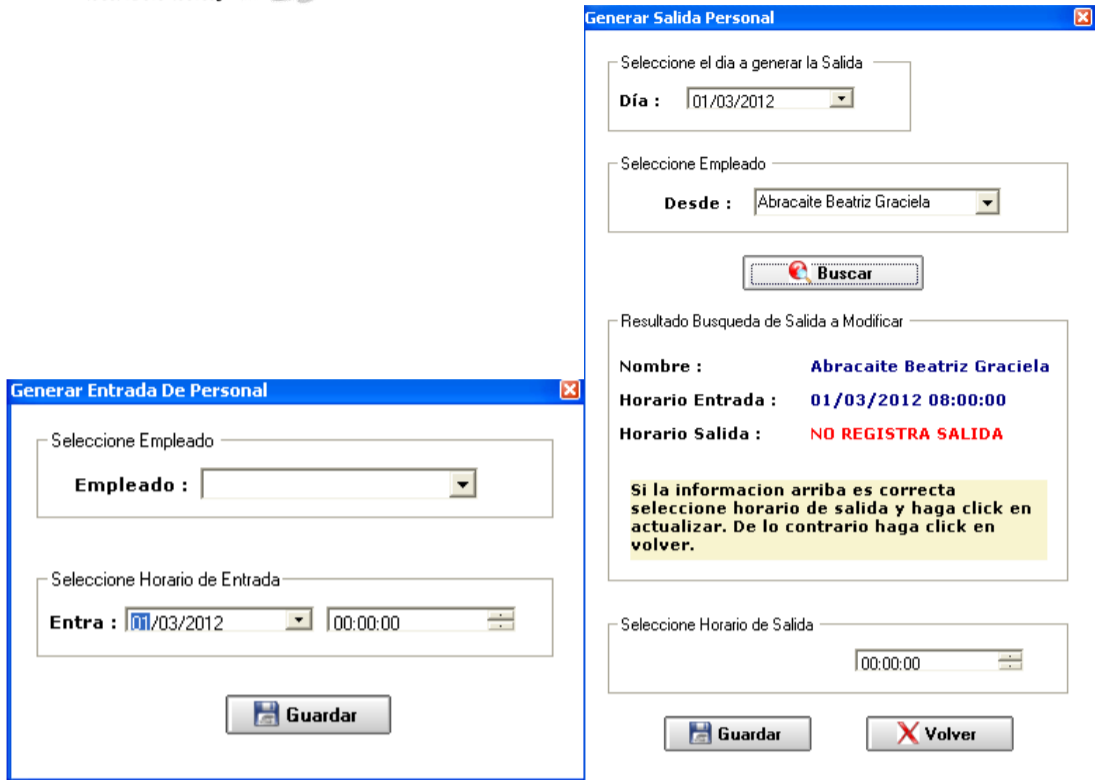 Generar Salida Personal
Seleccione el dia a generar la Salida
Día : 01/03/2012
Seleccione Empleado
Desde : Abracaite Beatriz Graciela
Buscar
Resultado Busqueda de Salida a Modificar
Nombre : Abracaite Beatriz Graciela
Horario Entrada : 01/03/2012 08:00:00
Horario Salida : NO REGISTRA SALIDA
Si la informacion arriba es correcta
seleccione horario de salida y haga click en
actualizar. De lo contrario haga click en
volver.
Seleccione Horario de Salida
00:00:00
Guardar Volver
Generar Entrada De Personal
Seleccione Empleado
Empleado :
Seleccione Horario de Entrada
Entra : 01/03/2012 00:00:00
Guardar